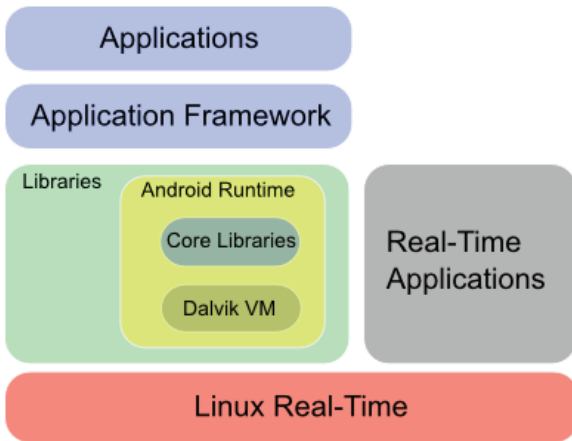 Applications
Application Framework
Libraries
Android Runtime
Core Libraries
Dalvik VM
Real-Time
Applications
Linux Real-Time